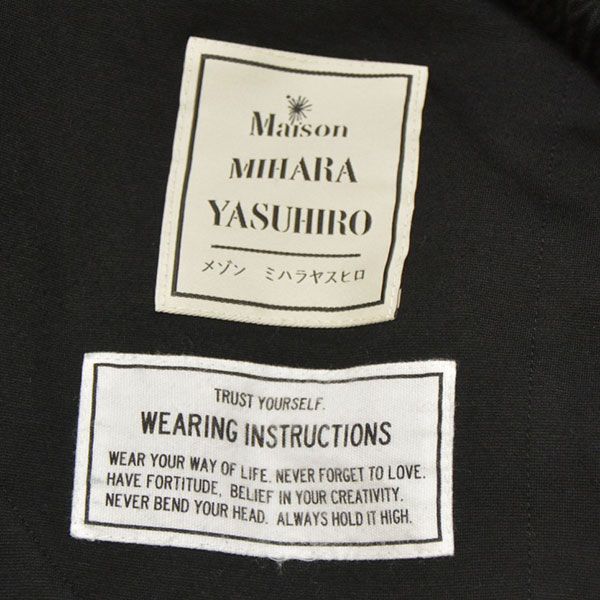 Maison
MIHARA
YASUHIRO
メゾン ミハラヤスヒロ
TRUST YOURSELF.
WEARING INSTRUCTIONS
WEAR YOUR WAY OF LIFE. NEVER FORGET TO LOVE.
HAVE FORTITUDE, BELIEF IN YOUR CREATIVITY.
NEVER BEND YOUR HEAD. ALWAYS HOLD IT HIGH.